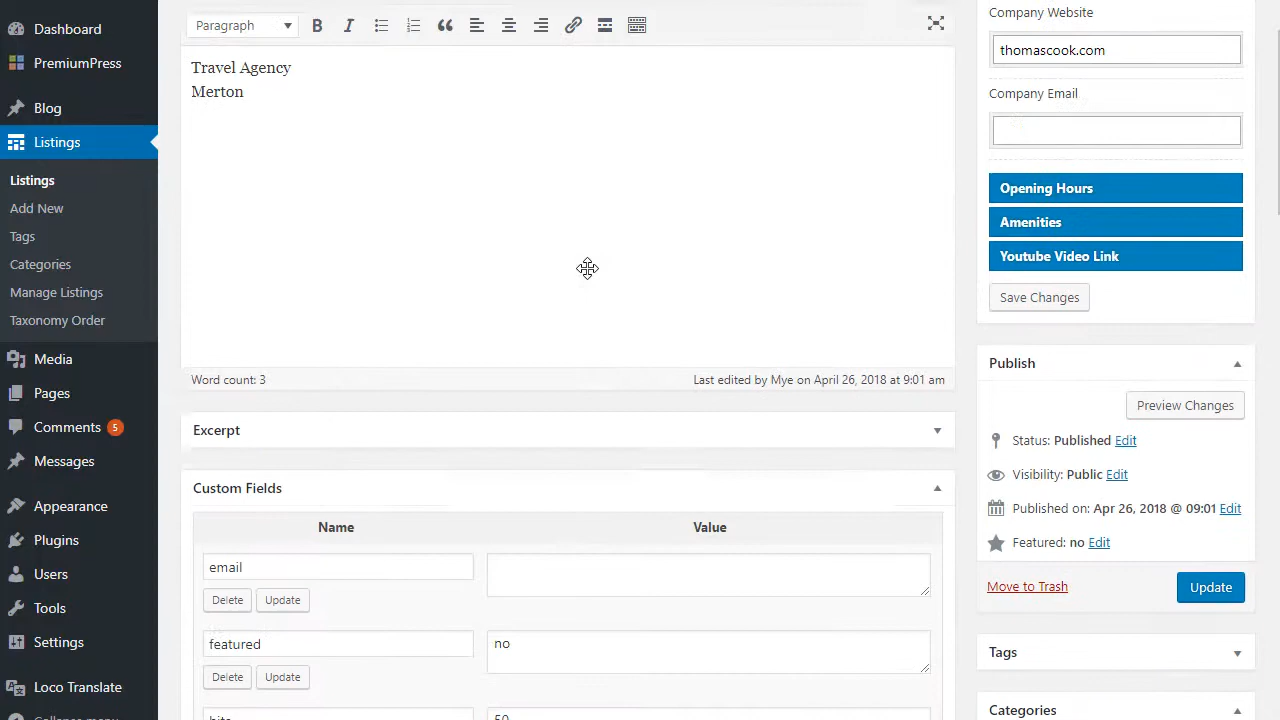 Dashboard
PremiumPress
Blog
Listings
Listings
Add New
Tags
Categories
Manage Listings
Taxonomy Order
Media
Pages
Comments 5
Messages
Appearance
Plugins
Users
Tools
Settings
Loco Translate
Collapse menu
Paragraph
Travel Agency
Merton
Word count: 3
Last edited by Mye on April 26, 2018 at 9:01 am
Excerpt
Custom Fields
Name Value
email
Delete Update
featured no
Delete Update
hits 50
Company Website
thomascook.com
Company Email
Opening Hours
Amenities
Youtube Video Link
Save Changes
Publish
Preview Changes
Status: Published Edit
Visibility: Public Edit
Published on: Apr 26, 2018 @ 09:01 Edit
Featured: no Edit
Move to Trash Update
Tags
Categories